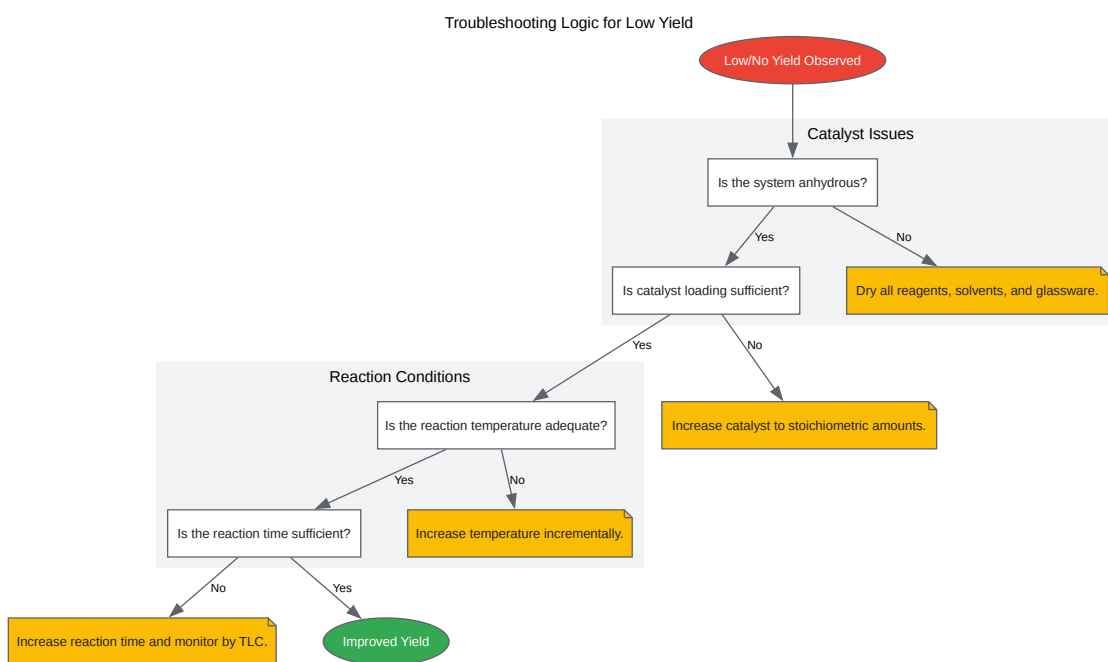 Troubleshooting Logic for Low Yield
Low/No Yield Observed
Catalyst Issues
Is the system anhydrous?
Yes
No
Is catalyst loading sufficient?
Dry all reagents, solvents, and glassware.
Yes
No
Reaction Conditions
Is the reaction temperature adequate?
Increase catalyst to stoichiometric amounts.
Yes
No
Is the reaction time sufficient?
Increase temperature incrementally.
No
Yes
Increase reaction time and monitor by TLC.
Improved Yield